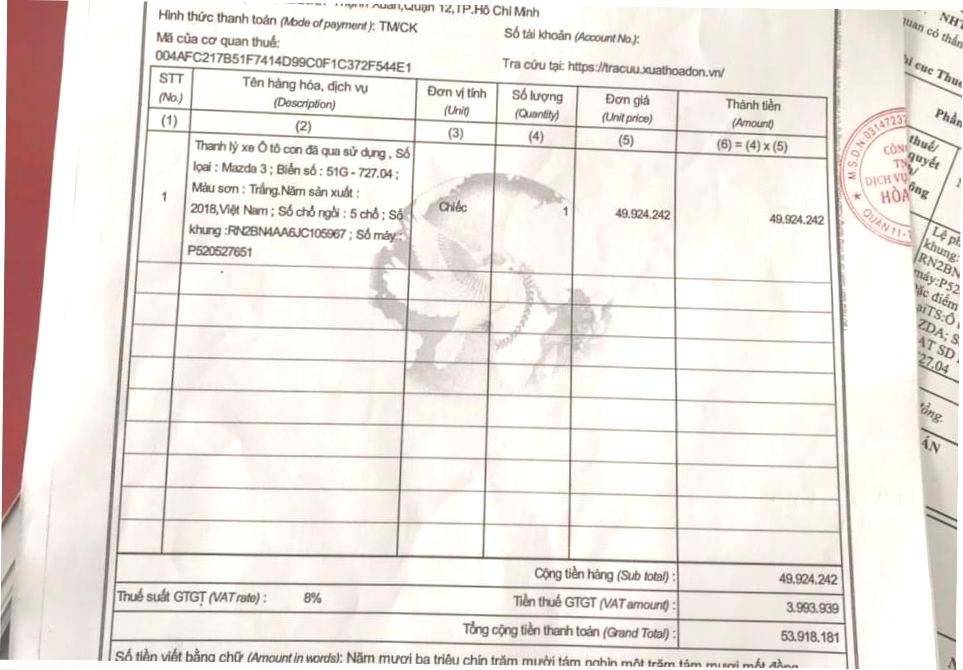 Xuân,Quận 12,TP.Hồ Chí Minh
Hình thức thanh toán (Mode of payment): TM/CK
Số tài khoản (Account No.):
Mã của cơ quan thuế:
004AFC217B51F7414D99C0F1C372F544E1
Tra cứu tại: https://tracuu.xuathoadon.vn/
STT (No.) Tên hàng hóa, dịch vụ (Description) Đơn vị tính (Unit) Số lượng (Quantity) Đơn giá (Unit price) Thành tiền (Amount)
(1) (2) (3) (4) (5) (6) = (4) x (5)
Thanh lý xe Ô tô con đã qua sử dụng , Số
loại : Mazda 3 ; Biển số : 51G - 727.04 ;
Màu sơn : Trắng.Năm sản xuất :
1 2018,Việt Nam ; Số chỗ ngồi : 5 chỗ ; Số Chiếc 1 49.924.242 49.924.242
khung :RN2BN4AA6JC105967 ; Số máy :
P520527651
Cộng tiền hàng (Sub total) : 49.924.242
Thuế suất GTGT (VAT rate) : 8% Tiền thuế GTGT (VAT amount) : 3.993.939
Tổng cộng tiền thanh toán (Grand Total) : 53.918.181
Số tiền viết bằng chữ (Amount in words): Năm mươi ba triệu chín trăm mười tám nghìn một trăm tám mươi mốt đồng
M.S.D.N:0314723
CÔN
DỊCH VỤ
HÒA
QUẬN 11-T
NHT
quan có thẩn
hi cục Thuế
Phần
thuế/
quyết
ông
Lệ ph
khung:
RN2BN
máy:P52
đặc điểm
aiTS:Ô
ZDA; S
AT SD
727.04
tổng.
ÁN